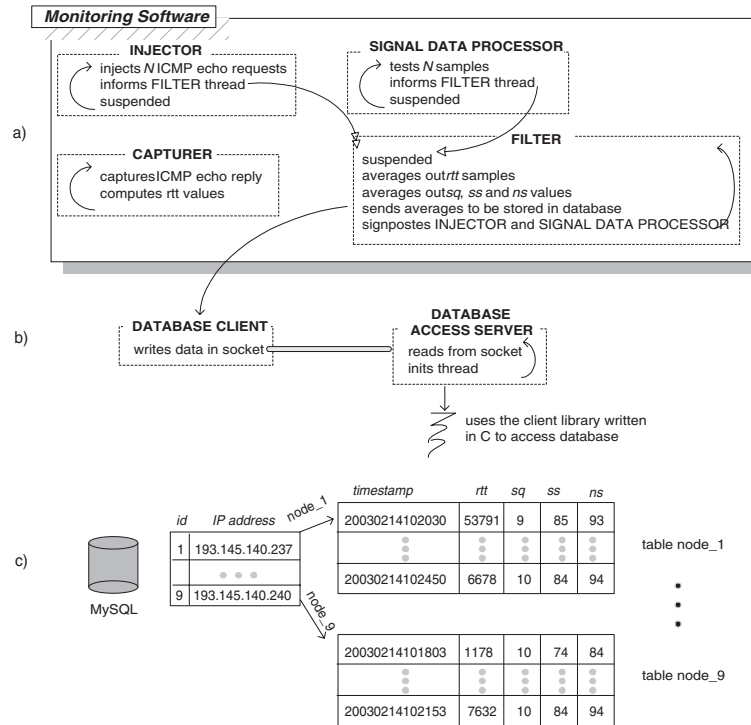 Monitoring Software
a)
INJECTOR
injects N ICMP echo requests
informs FILTER thread
suspended
SIGNAL DATA PROCESSOR
tests N samples
informs FILTER thread
suspended
CAPTURER
capturesICMP echo reply
computes rtt values
FILTER
suspended
averages outrtt samples
averages outsq, ss and ns values
sends averages to be stored in database
signpostes INJECTOR and SIGNAL DATA PROCESSOR
b)
DATABASE CLIENT
writes data in socket
DATABASE
ACCESS SERVER
reads from socket
inits thread
uses the client library written
in C to access database
c)
MySQL
id IP address
1 193.145.140.237
9 193.145.140.240
node_1
node_9
timestamp rtt sq ss ns
20030214102030 53791 9 85 93
20030214102450 6678 10 84 94
table node_1
20030214101803 1178 10 74 84
20030214102153 7632 10 84 94
table node_9